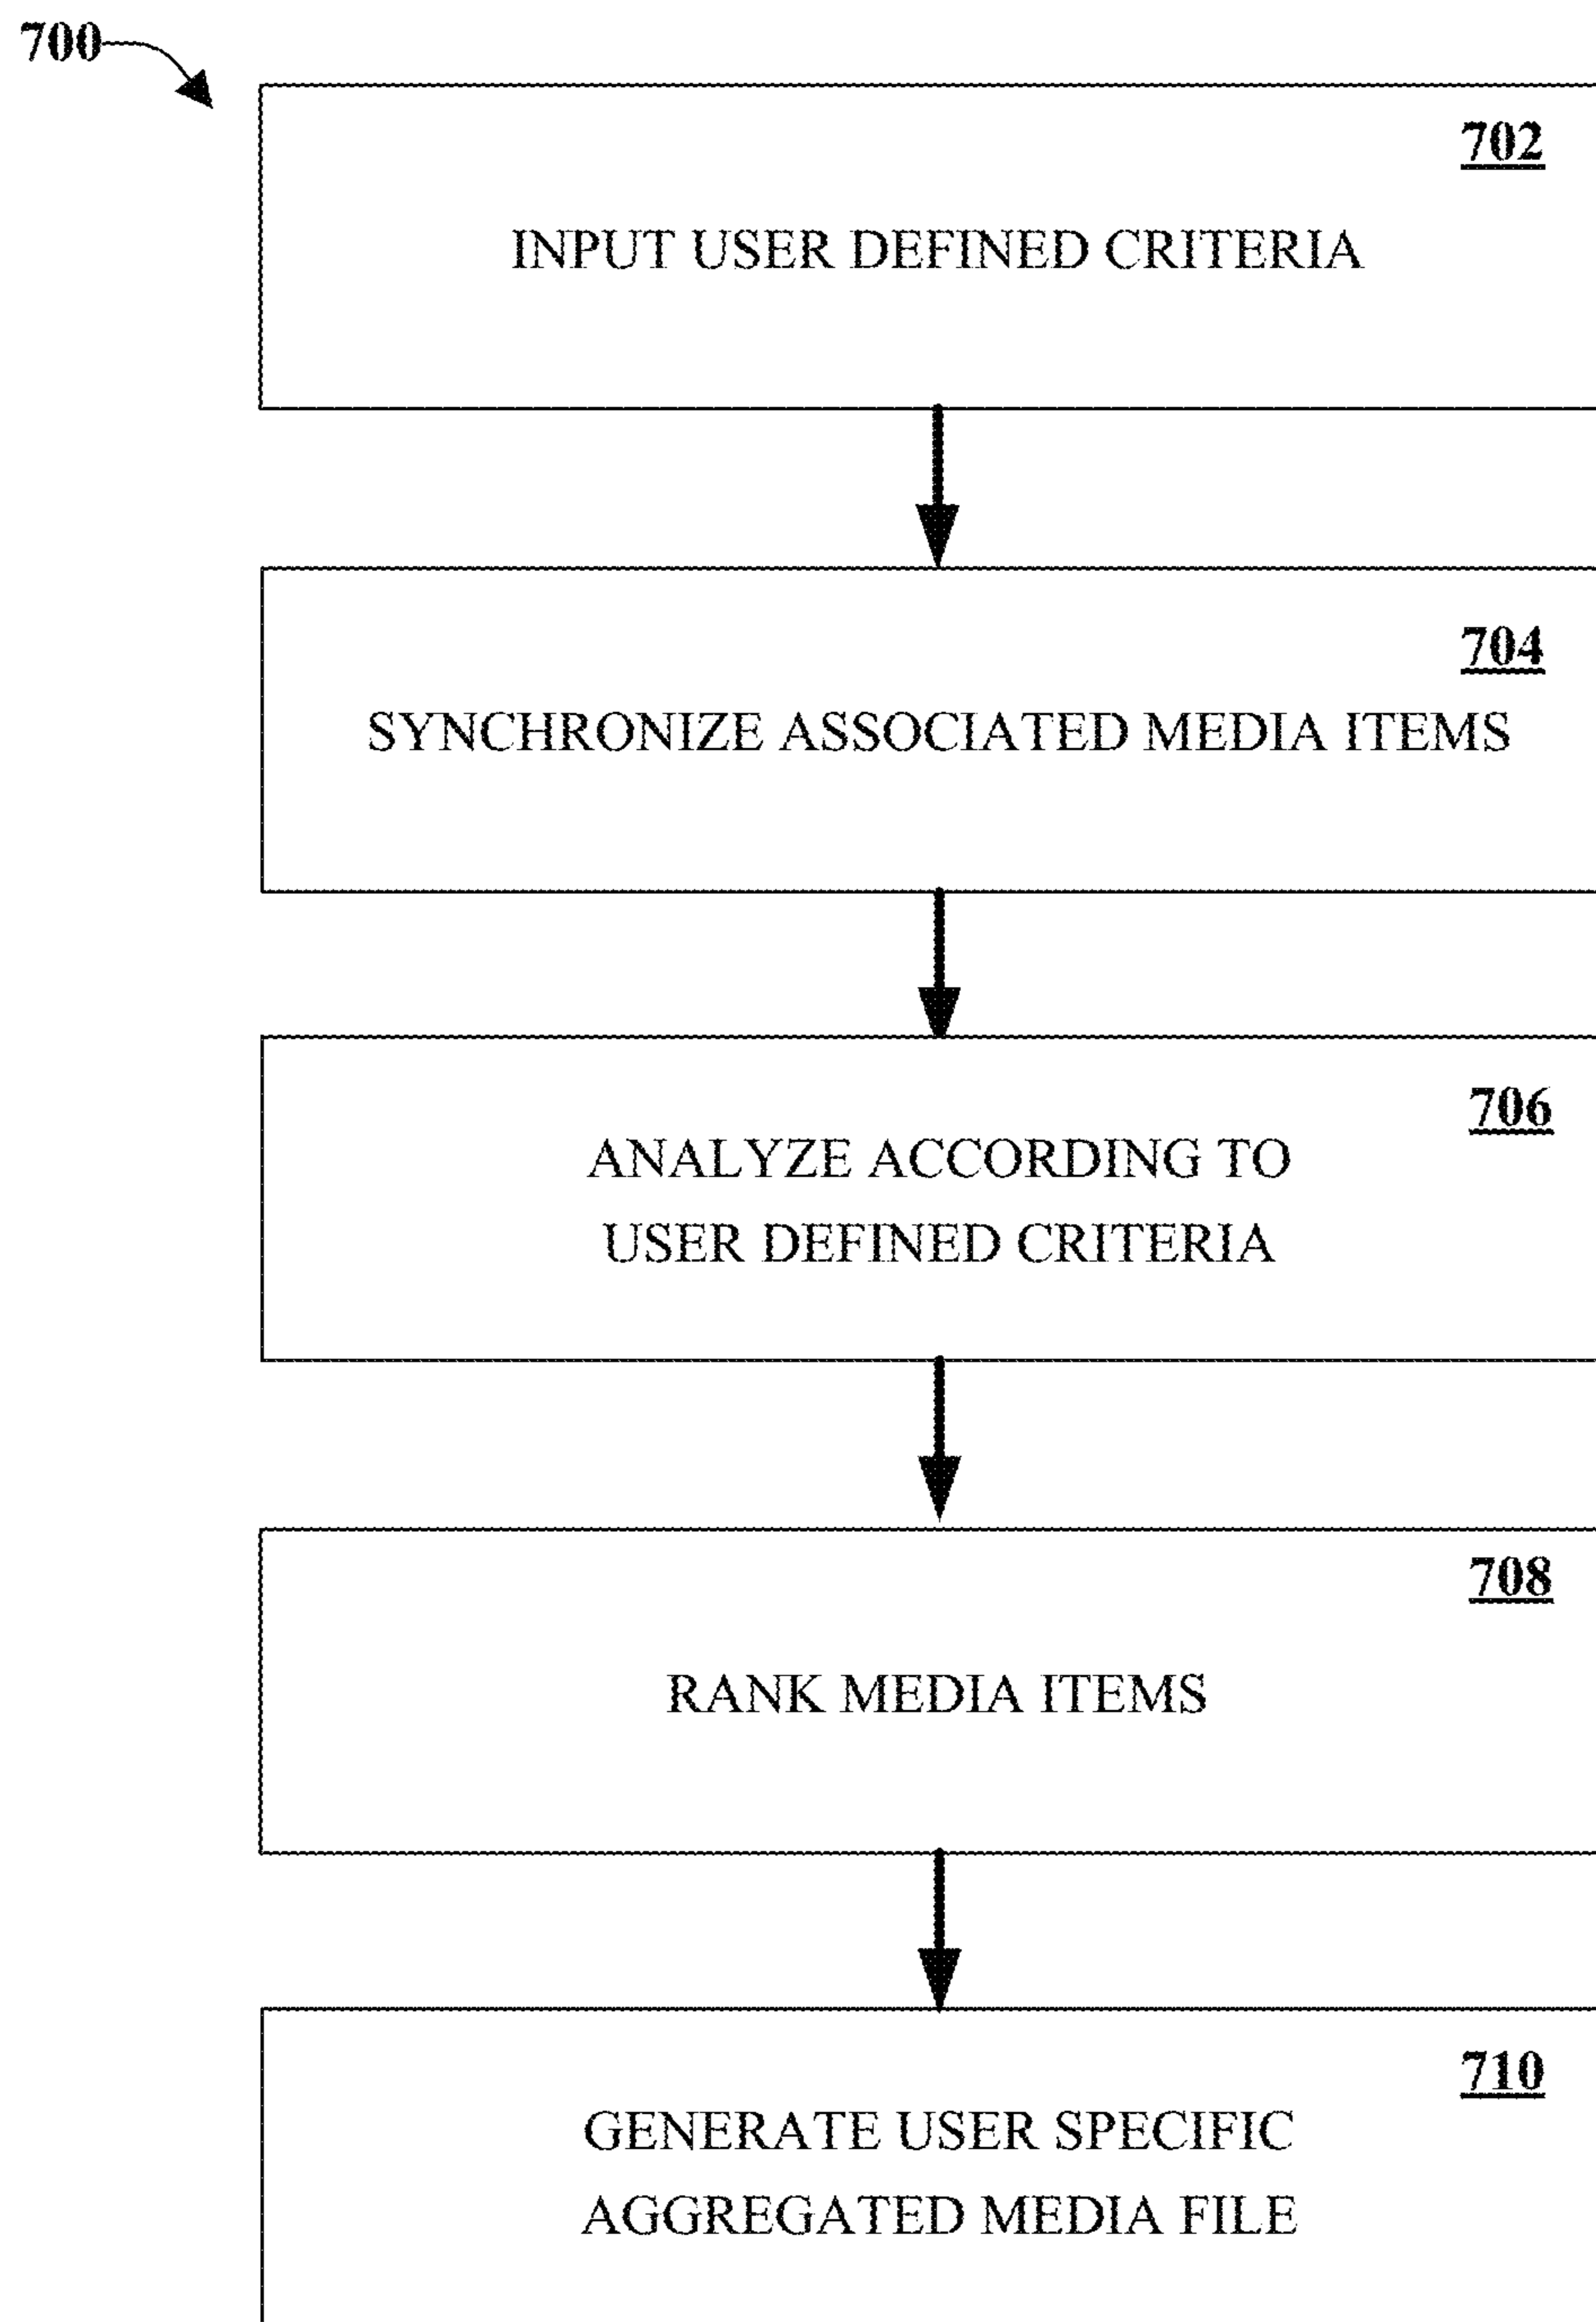 700
702
INPUT USER DEFINED CRITERIA
704
SYNCHRONIZE ASSOCIATED MEDIA ITEMS
706
ANALYZE ACCORDING TO
USER DEFINED CRITERIA
708
RANK MEDIA ITEMS
710
GENERATE USER SPECIFIC
AGGREGATED MEDIA FILE